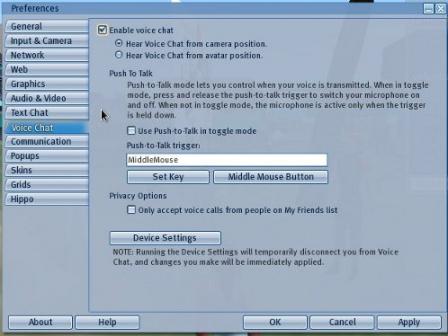 Preferences
General
Input & Camera
Network
Web
Graphics
Audio & Video
Text Chat
Voice Chat
Communication
Popups
Skins
Grids
Hippo
Enable voice chat
Hear Voice Chat from camera position.
Hear Voice Chat from avatar position.
Push To Talk
Push-to-Talk mode lets you control when your voice is transmitted. When in toggle
mode, press and release the push-to-talk trigger to switch your microphone on
and off. When not in toggle mode, the microphone is active only when the trigger
is held down.
Use Push-to-Talk in toggle mode
Push-to-Talk trigger:
MiddleMouse
Set Key
Middle Mouse Button
Privacy Options
Only accept voice calls from people on My Friends list
Device Settings
NOTE: Running the Device Settings will temporarily disconnect you from Voice
Chat, and changes you make will be immediately applied.
About
Help
OK
Cancel
Apply